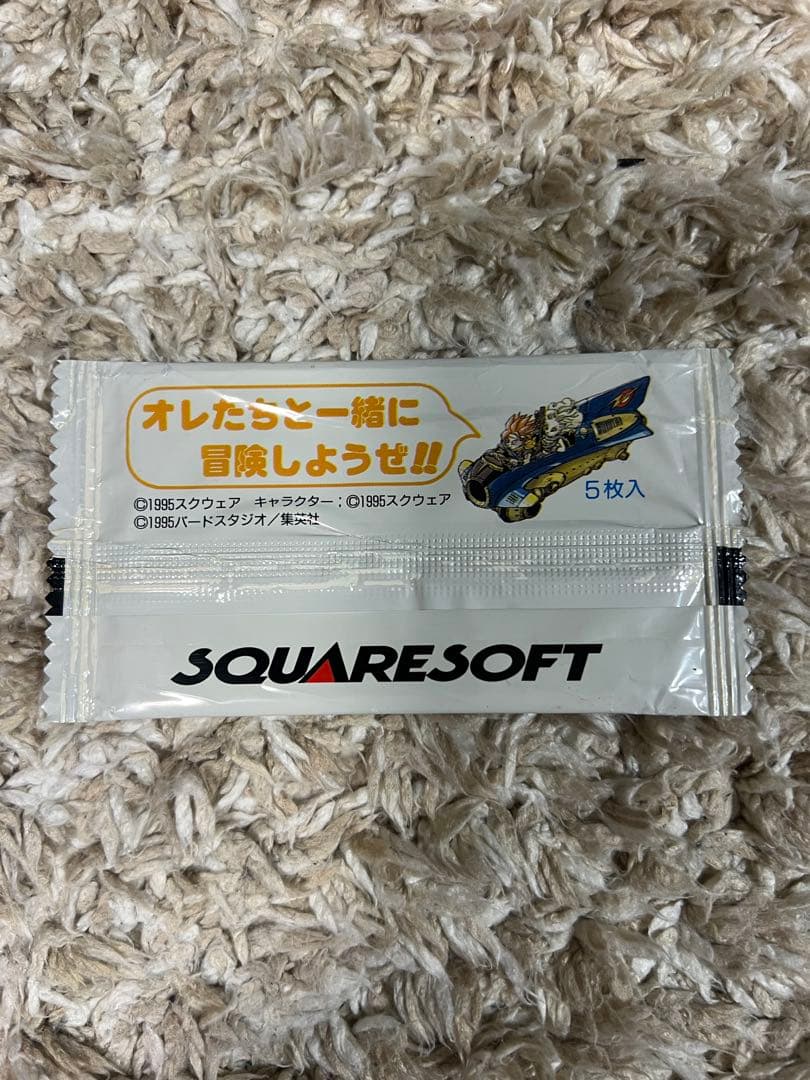 オレたちと一緒に
冒険しようぜ!!
©1995スクウェア キャラクター:©1995スクウェア
©1995バードスタジオ/集英社
5枚入
SQUARESOFT